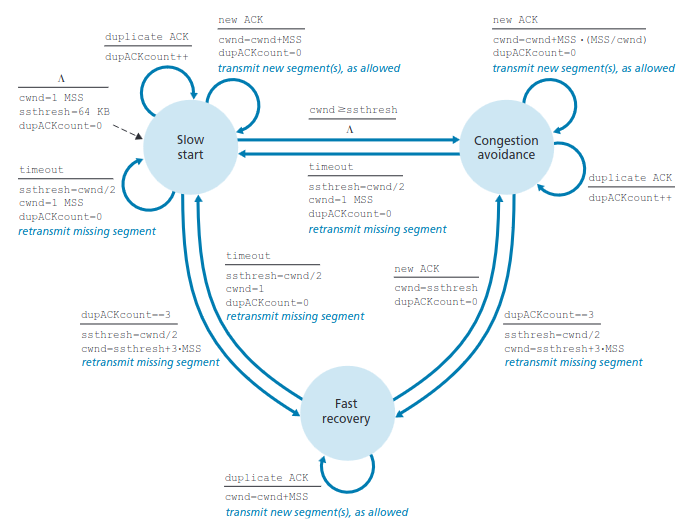 duplicate ACK
dupACKcount++
new ACK
cwnd=cwnd+MSS
dupACKcount=0
transmit new segment(s), as allowed
new ACK
cwnd=cwnd+MSS •(MSS/cwnd)
dupACKcount=0
transmit new segment(s), as allowed
Λ
cwnd=1 MSS
ssthresh=64 KB
dupACKcount=0
cwnd ≥ssthresh
Λ
Slow
start
Congestion
avoidance
timeout
ssthresh=cwnd/2
cwnd=1 MSS
dupACKcount=0
retransmit missing segment
timeout
ssthresh=cwnd/2
cwnd=1 MSS
dupACKcount=0
retransmit missing segment
duplicate ACK
dupACKcount++
timeout
ssthresh=cwnd/2
cwnd=1
dupACKcount=0
retransmit missing segment
new ACK
cwnd=ssthresh
dupACKcount=0
dupACKcount==3
ssthresh=cwnd/2
cwnd=ssthresh+3•MSS
retransmit missing segment
dupACKcount==3
ssthresh=cwnd/2
cwnd=ssthresh+3•MSS
retransmit missing segment
Fast
recovery
duplicate ACK
cwnd=cwnd+MSS
transmit new segment(s), as allowed